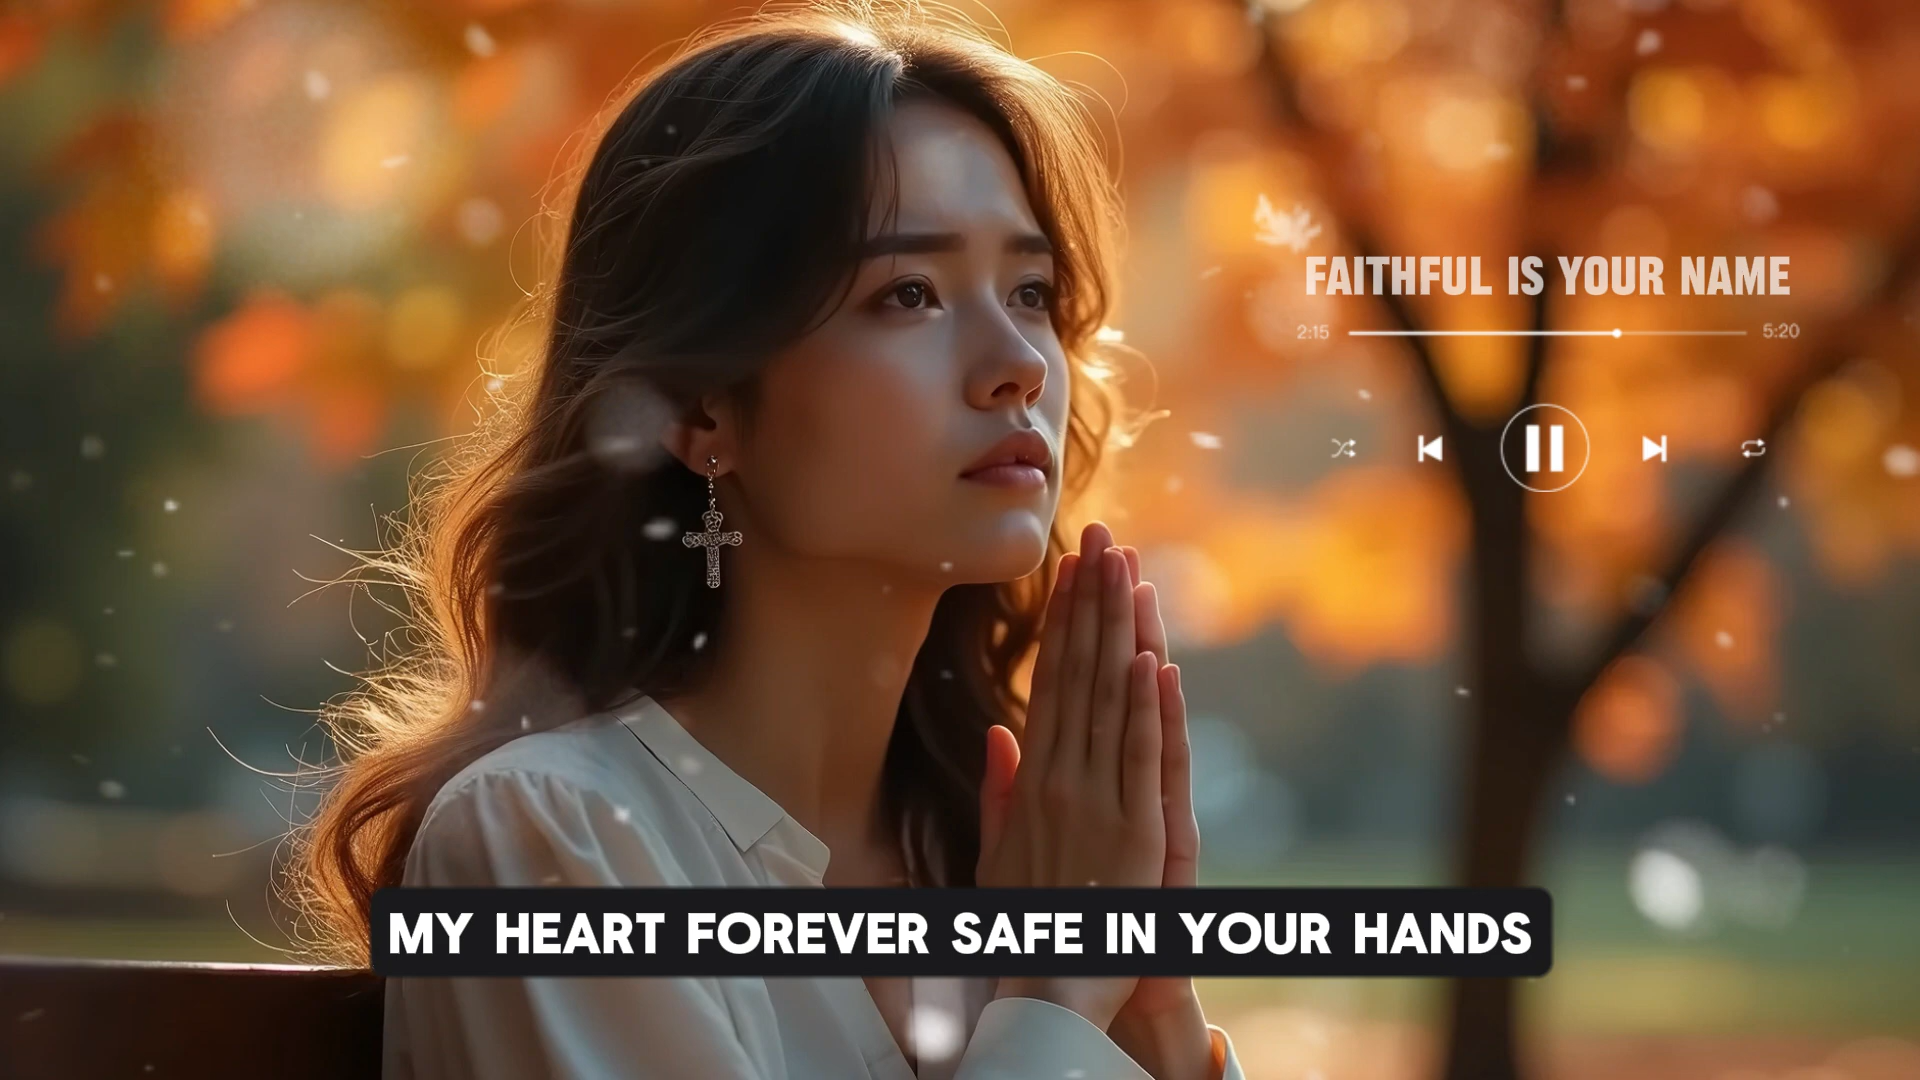 FAITHFUL IS YOUR NAME
2:15 5:20
MY HEART FOREVER SAFE IN YOUR HANDS